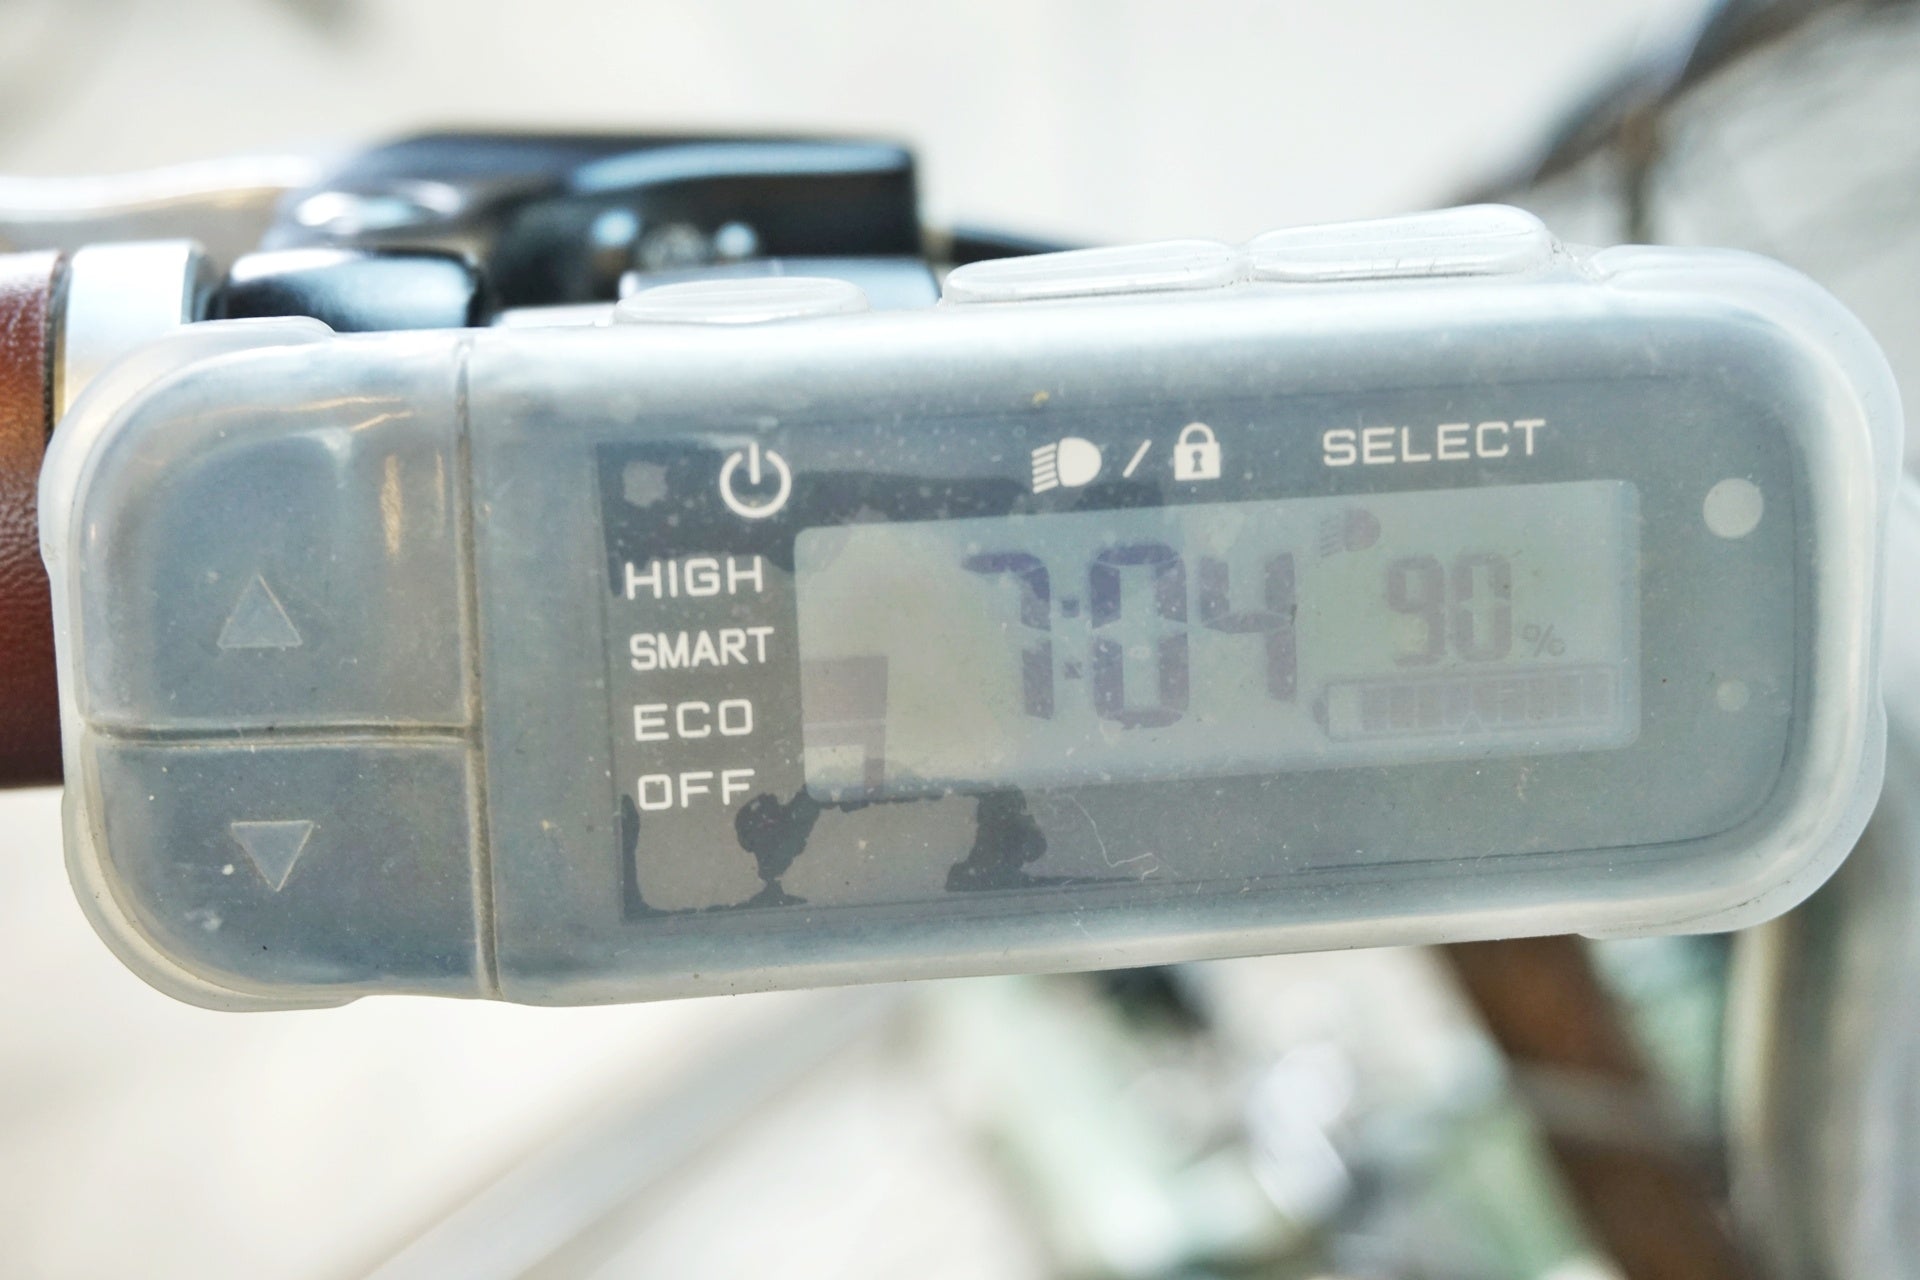 / SELECT
HIGH
SMART
ECO
OFF
7:04
90 %